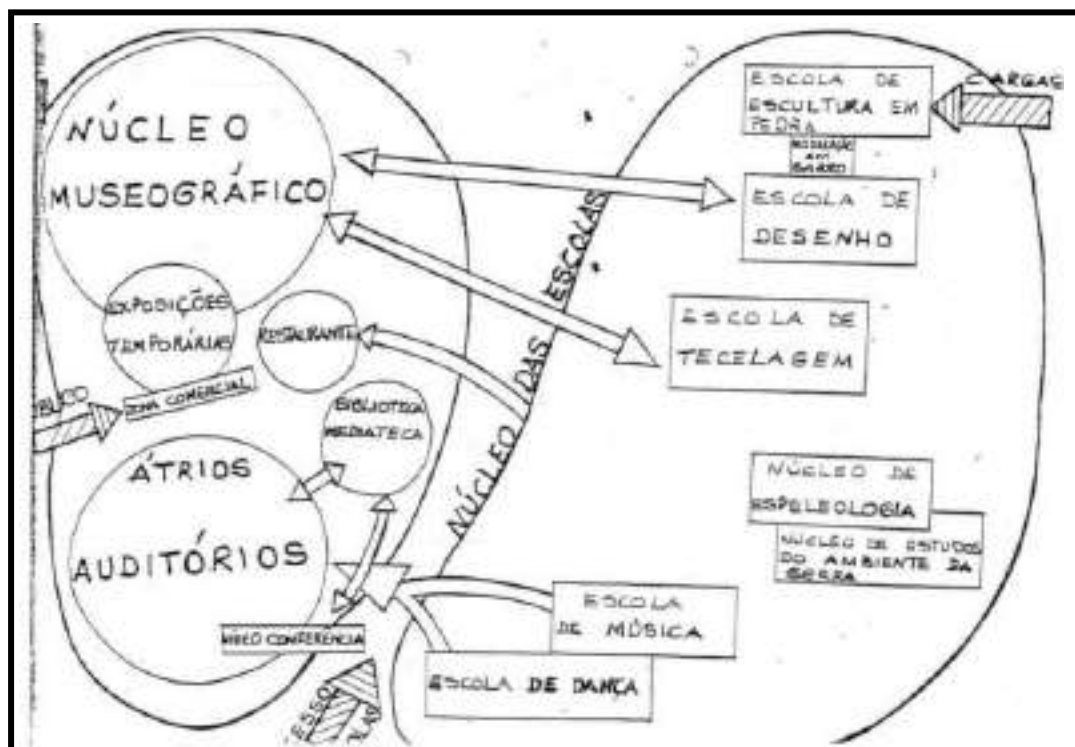 NÚCLEO
MUSEOGRÁFICO
EXPOSIÇÕES
TEMPORÁRIAS
RESTAURANTE
ZONA COMERCIAL
BIBLIOTECA
MEDIATECA
ÁTRIOS
AUDITÓRIOS
VÍDEO CONFERÊNCIA
NÚCLEO DAS ESCOLAS
ESCOLA DE
ESCULTURA EM
PEDRA
CARGAS
ESCOLA DE
DESENHO
ESCOLA DE
TECELAGEM
NÚCLEO DE
ESPELEOLOGIA
NÚCLEO DE ESTUDOS
DO AMBIENTE DA
SERRA
ESCOLA
DE MÚSICA
ESCOLA DE DANÇA